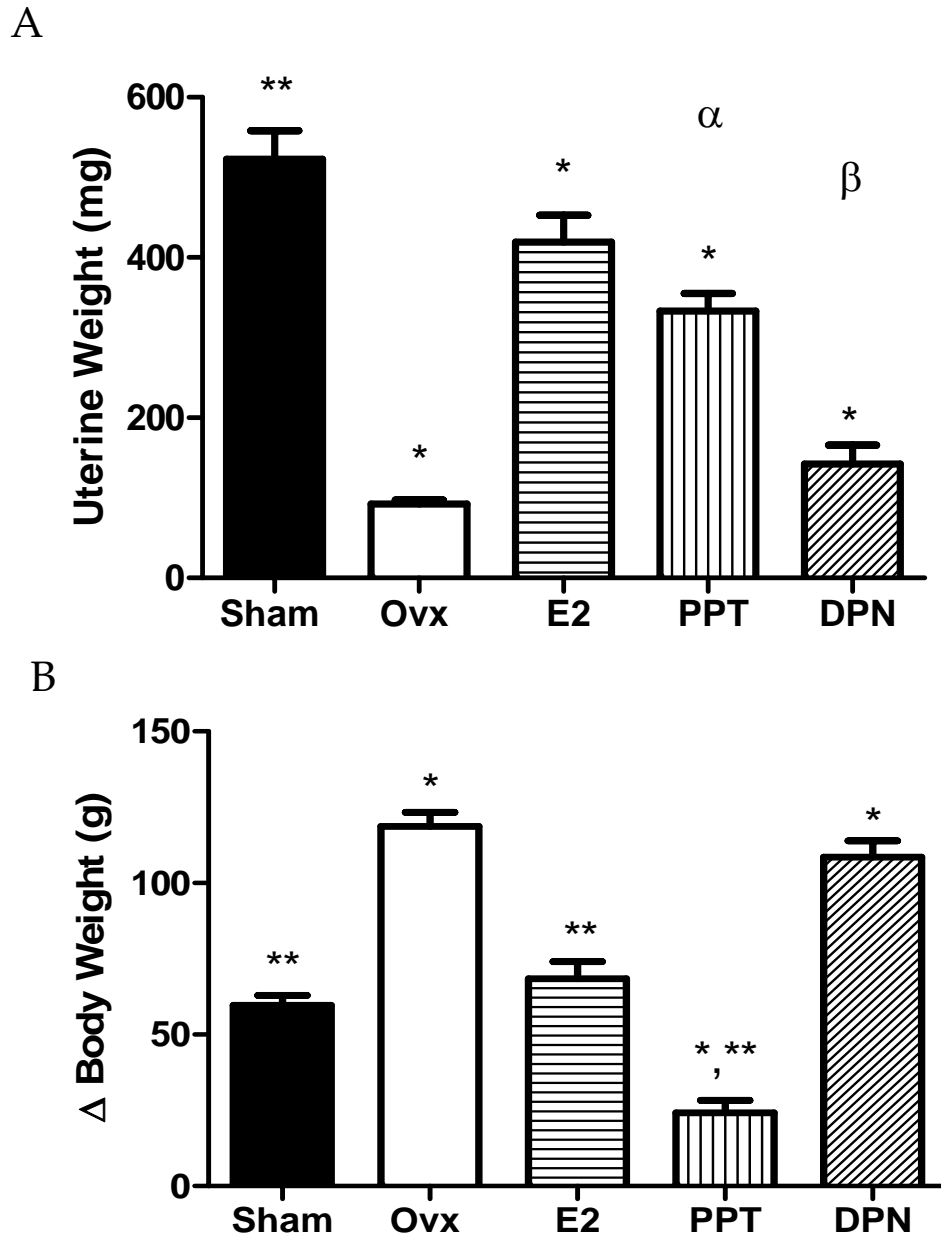 A
Uterine Weight (mg)
600
400
200
0
**
*
*
α
*
β
*
Sham Ovx E2 PPT DPN
B
Δ Body Weight (g)
150
100
50
0
**
*
**
*,**
*
Sham Ovx E2 PPT DPN